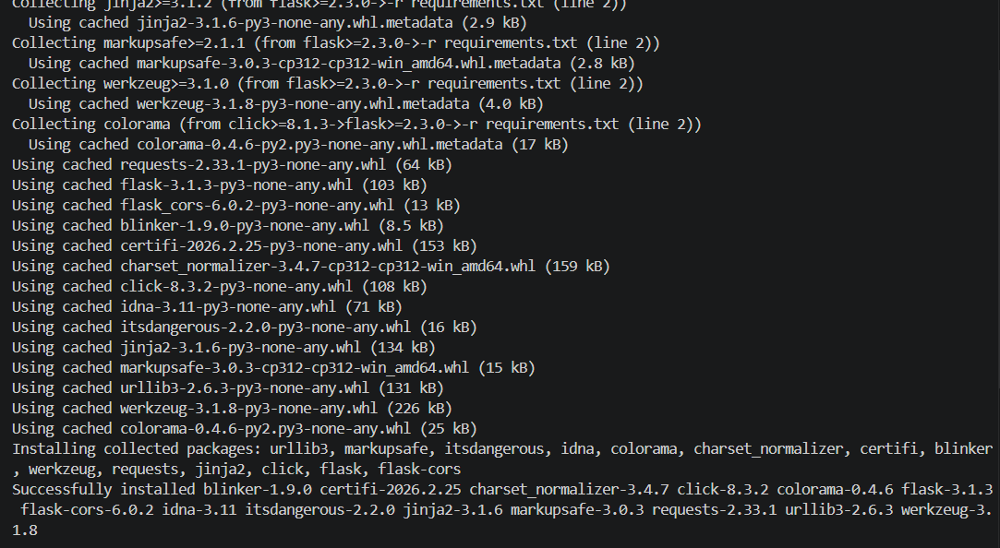 Collecting jinja2>=3.1.2 (from flask>=2.3.0->-r requirements.txt (line 2))
  Using cached jinja2-3.1.6-py3-none-any.whl.metadata (2.9 kB)
Collecting markupsafe>=2.1.1 (from flask>=2.3.0->-r requirements.txt (line 2))
  Using cached markupsafe-3.0.3-cp312-cp312-win_amd64.whl.metadata (2.8 kB)
Collecting werkzeug>=3.1.0 (from flask>=2.3.0->-r requirements.txt (line 2))
  Using cached werkzeug-3.1.8-py3-none-any.whl.metadata (4.0 kB)
Collecting colorama (from click>=8.1.3->flask>=2.3.0->-r requirements.txt (line 2))
  Using cached colorama-0.4.6-py2.py3-none-any.whl.metadata (17 kB)
Using cached requests-2.33.1-py3-none-any.whl (64 kB)
Using cached flask-3.1.3-py3-none-any.whl (103 kB)
Using cached flask_cors-6.0.2-py3-none-any.whl (13 kB)
Using cached blinker-1.9.0-py3-none-any.whl (8.5 kB)
Using cached certifi-2026.2.25-py3-none-any.whl (153 kB)
Using cached charset_normalizer-3.4.7-cp312-cp312-win_amd64.whl (159 kB)
Using cached click-8.3.2-py3-none-any.whl (108 kB)
Using cached idna-3.11-py3-none-any.whl (71 kB)
Using cached itsdangerous-2.2.0-py3-none-any.whl (16 kB)
Using cached jinja2-3.1.6-py3-none-any.whl (134 kB)
Using cached markupsafe-3.0.3-cp312-cp312-win_amd64.whl (15 kB)
Using cached urllib3-2.6.3-py3-none-any.whl (131 kB)
Using cached werkzeug-3.1.8-py3-none-any.whl (226 kB)
Using cached colorama-0.4.6-py2.py3-none-any.whl (25 kB)
Installing collected packages: urllib3, markupsafe, itsdangerous, idna, colorama, charset_normalizer, certifi, blinker
, werkzeug, requests, jinja2, click, flask, flask-cors
Successfully installed blinker-1.9.0 certifi-2026.2.25 charset_normalizer-3.4.7 click-8.3.2 colorama-0.4.6 flask-3.1.3
 flask-cors-6.0.2 idna-3.11 itsdangerous-2.2.0 jinja2-3.1.6 markupsafe-3.0.3 requests-2.33.1 urllib3-2.6.3 werkzeug-3.
1.8